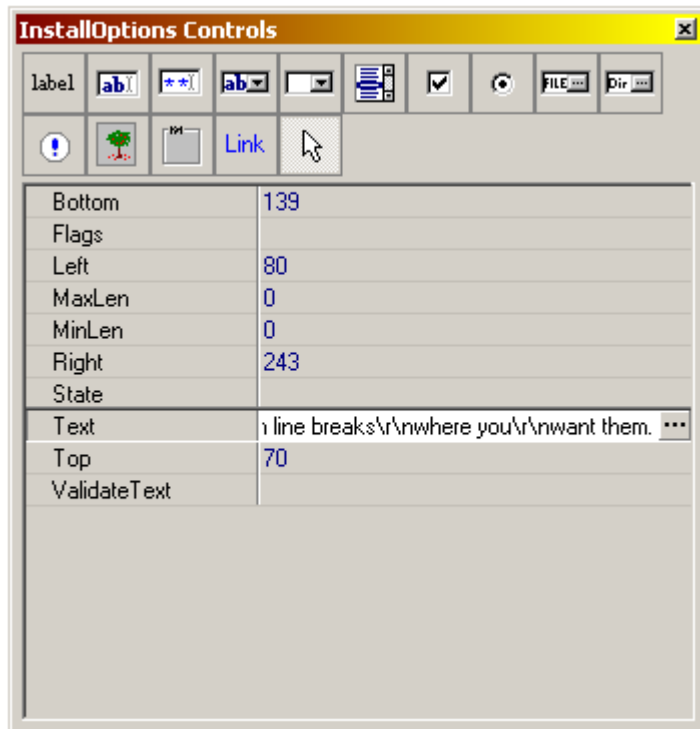 InstallOptions Controls
label ab **  ab FILE ... Dir ...
XYZ Link
Bottom 139
Flags
Left 80
MaxLen 0
MinLen 0
Right 243
State
Text line breaks\r\nwhere you\r\nwant them. ...
Top 70
ValidateText